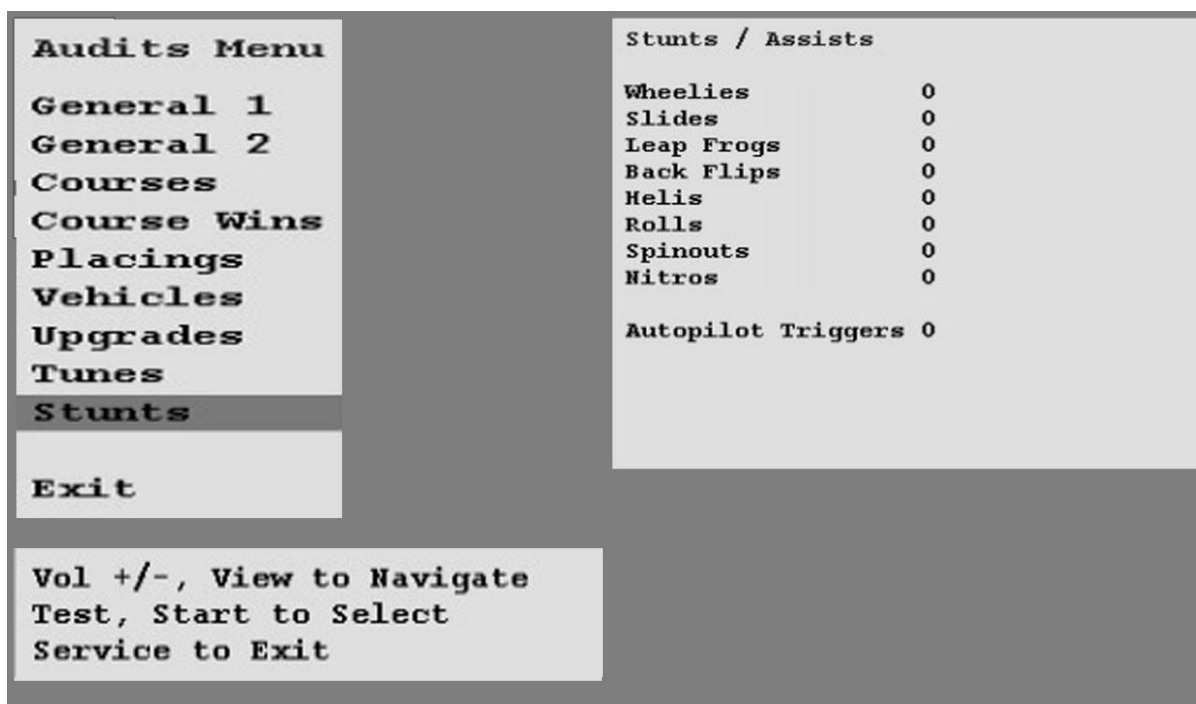 Audits Menu
General 1
General 2
Courses
Course Wins
Placings
Vehicles
Upgrades
Tunes
Stunts
Exit
Vol +/-, View to Navigate
Test, Start to Select
Service to Exit
Stunts / Assists
Wheelies 0
Slides 0
Leap Frogs 0
Back Flips 0
Helis 0
Rolls 0
Spinouts 0
Nitros 0
Autopilot Triggers 0